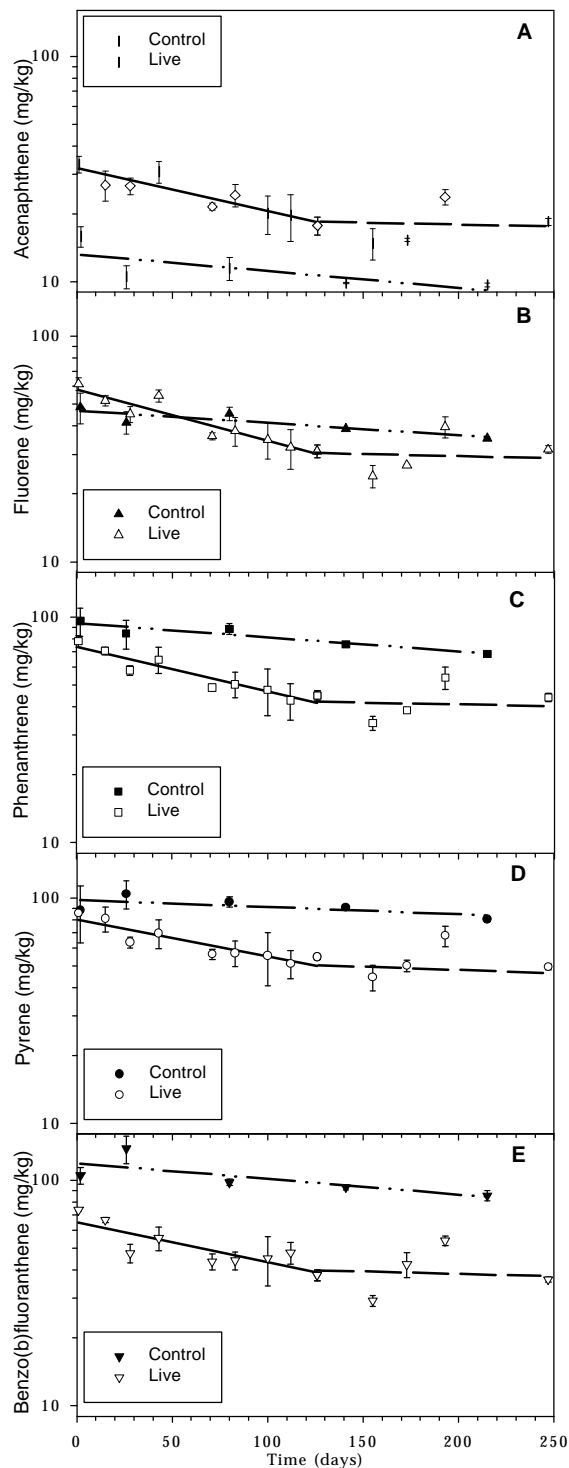 A
100
Control
Live
Acenaphthene (mg/kg)
10
B
100
Fluorene (mg/kg)
Control
Live
10
C
100
Phenanthrene (mg/kg)
Control
Live
10
D
100
Pyrene (mg/kg)
Control
Live
10
E
100
Benzo(b)fluoranthene (mg/kg)
Control
Live
10
0 50 100 150 200 250
Time (days)